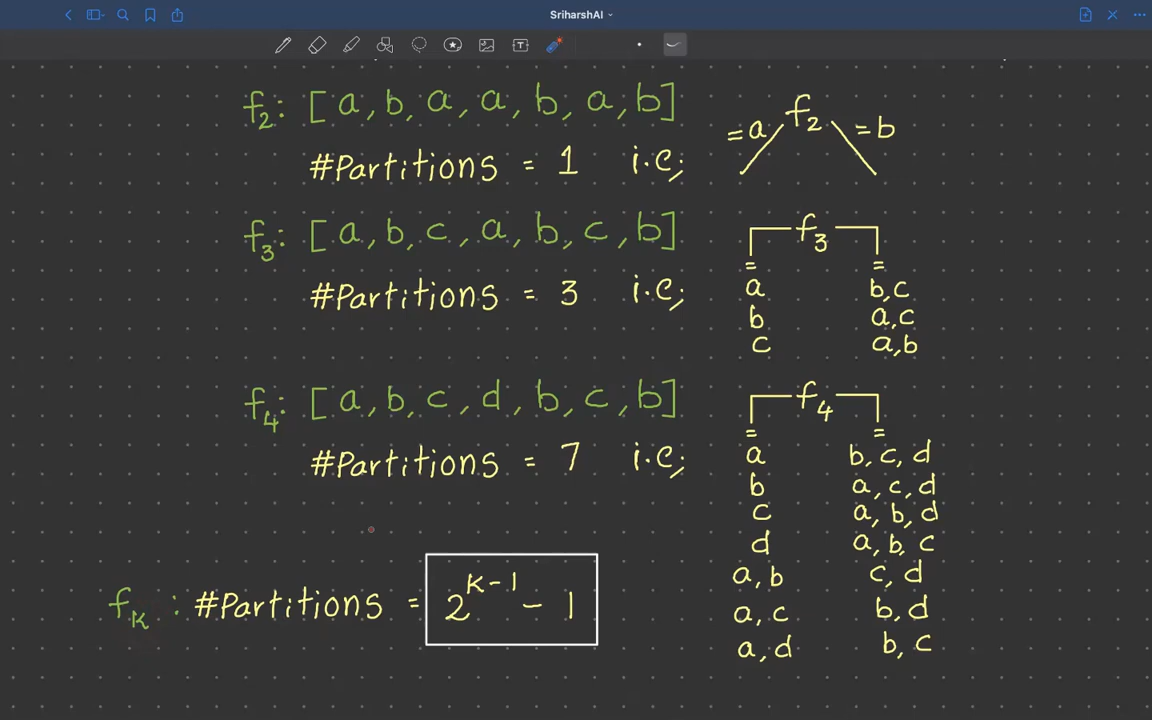 SriharshAI
f2: [a, b, a, a, b, a, b]
=a f2 =b
#Partitions = 1 i.e;
f3: [a, b, c, a, b, c, b]
f3
= =
#Partitions = 3 i.e;
a b,c
b a,c
c a,b
f4: [a, b, c, d, b, c, b]
f4
= =
#Partitions = 7 i.e;
a b, c, d
b a, c, d
c a, b, d
d a, b, c
a, b c, d
a, c b, d
a, d b, c
fK : #Partitions = 2^K-1 - 1